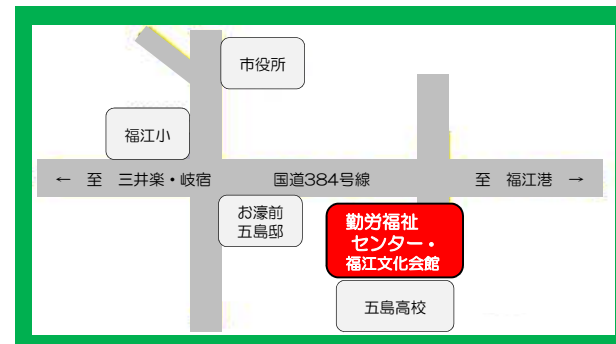 市役所
福江小
← 至 三井楽・岐宿
国道384号線
至 福江港 →
お濠前
五島邸
勤労福祉
センター・
福江文化会館
五島高校